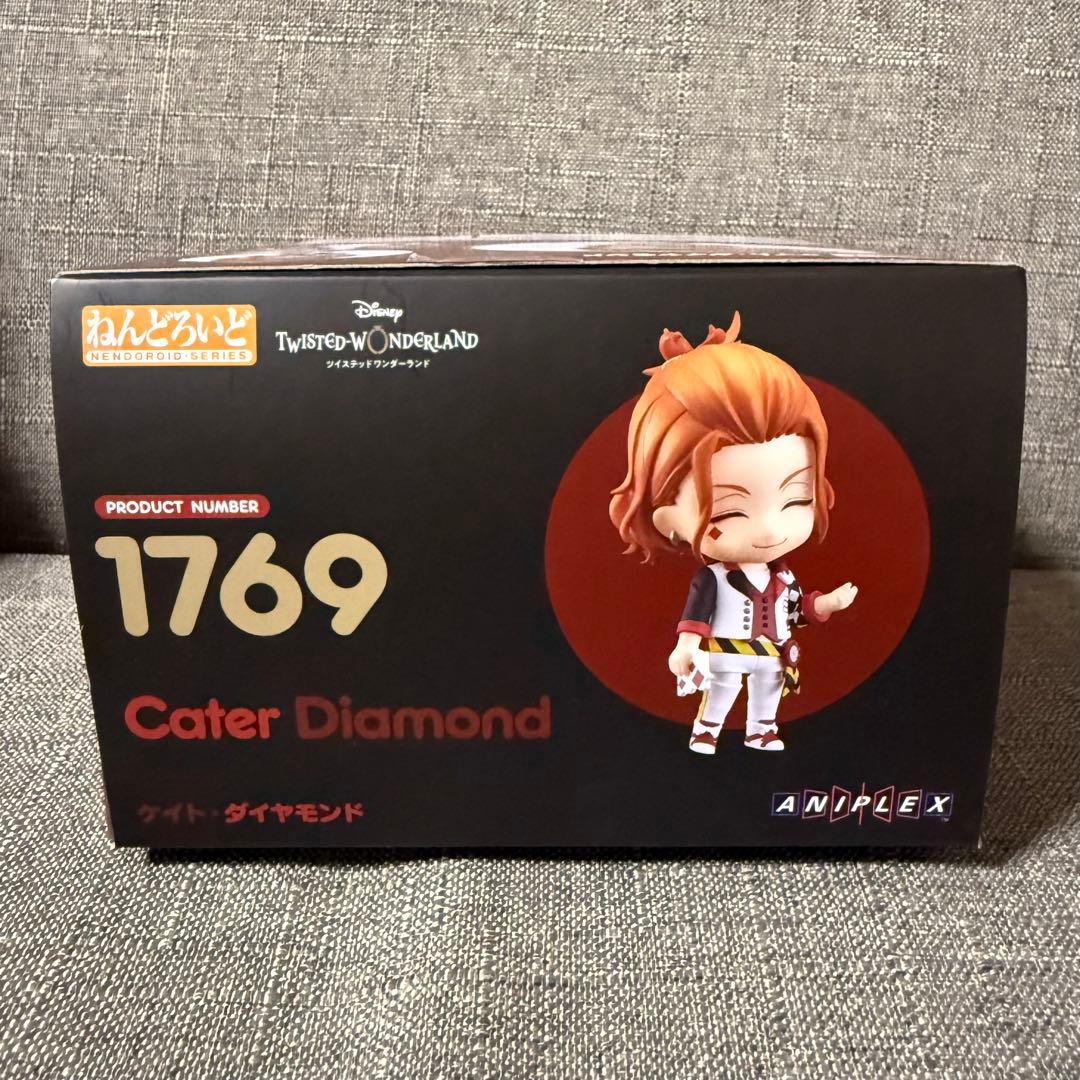 ねんどろいど
NENDOROID·SERIES
Disney
TWISTED-WONDERLAND
ツイステッドワンダーランド
PRODUCT NUMBER
1769
Cater Diamond
ケイト・ダイヤモンド
ANIPLEX
TM